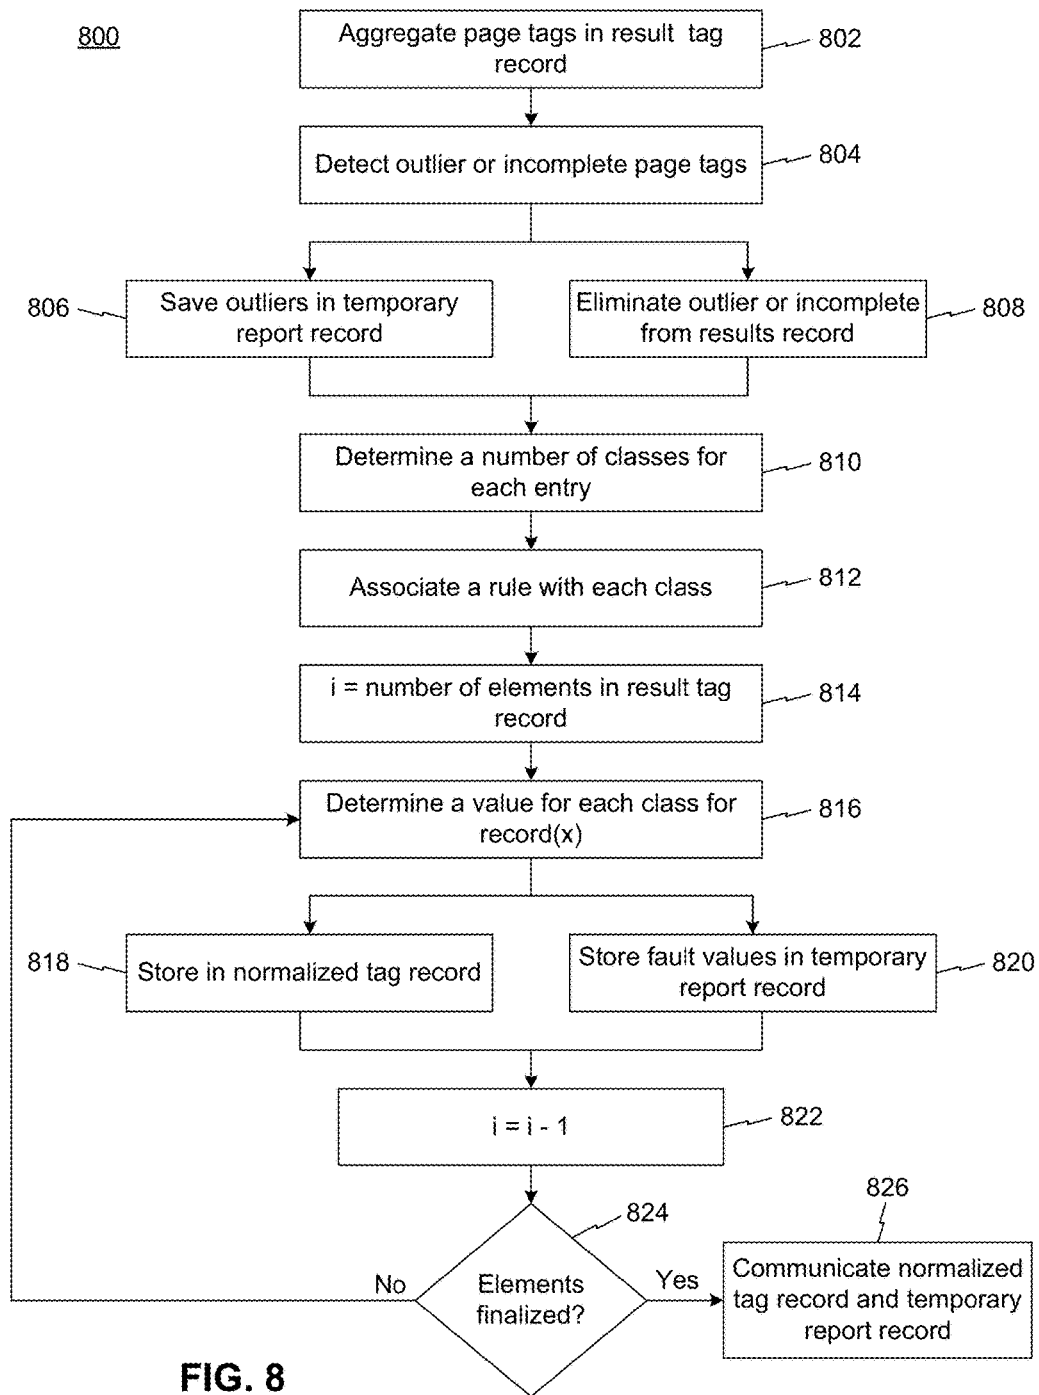 800
Aggregate page tags in result tag
record
802
Detect outlier or incomplete page tags
804
806
Save outliers in temporary
report record
Eliminate outlier or incomplete
from results record
808
Determine a number of classes for
each entry
810
Associate a rule with each class
812
i = number of elements in result tag
record
814
Determine a value for each class for
record(x)
816
818
Store in normalized tag record
Store fault values in temporary
report record
820
i = i - 1
822
824
826
No
Elements
finalized?
Yes
Communicate normalized
tag record and temporary
report record
FIG. 8